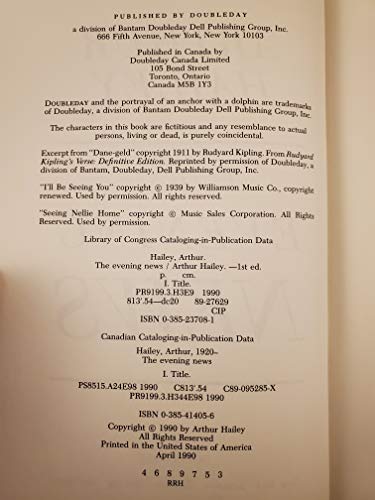 PUBLISHED BY DOUBLEDAY
a division of Bantam Doubleday Dell Publishing Group, Inc.
666 Fifth Avenue, New York, New York 10103
Published in Canada by
Doubleday Canada Limited
105 Bond Street
Toronto, Ontario
Canada M5B 1Y3
DOUBLEDAY and the portrayal of an anchor with a dolphin are trademarks
of Doubleday, a division of Bantam Doubleday Dell Publishing Group, Inc.
The characters in this book are fictitious and any resemblance to actual
persons, living or dead, is purely coincidental.
Excerpt from "Dane-geld" copyright 1911 by Rudyard Kipling. From Rudyard
Kipling's Verse: Definitive Edition. Reprinted by permission of Doubleday, a
division of Bantam, Doubleday, Dell Publishing Group, Inc.
"I'll Be Seeing You" copyright © 1939 by Williamson Music Co., copyright
renewed. Used by permission. All rights reserved.
"Seeing Nellie Home" copyright © Music Sales Corporation. All Rights
Reserved. Used by permission.
Library of Congress Cataloging-in-Publication Data
Hailey, Arthur.
The evening news / Arthur Hailey. —1st ed.
p. cm.
I. Title.
PR9199.3.H3E9 1990
813'.54—dc20 89-27629
CIP
ISBN 0-385-23708-1
Canadian Cataloging-in-Publication Data
Hailey, Arthur, 1920–
The evening news
I. Title.
PS8515.A24E98 1990 C813'.54 C89-095285-X
PR9199.3.H344E98 1990
ISBN 0-385-41405-6
Copyright © 1990 by Arthur Hailey
All Rights Reserved
Printed in the United States of America
April 1990
4 6 8 9 7 5 3
RRH